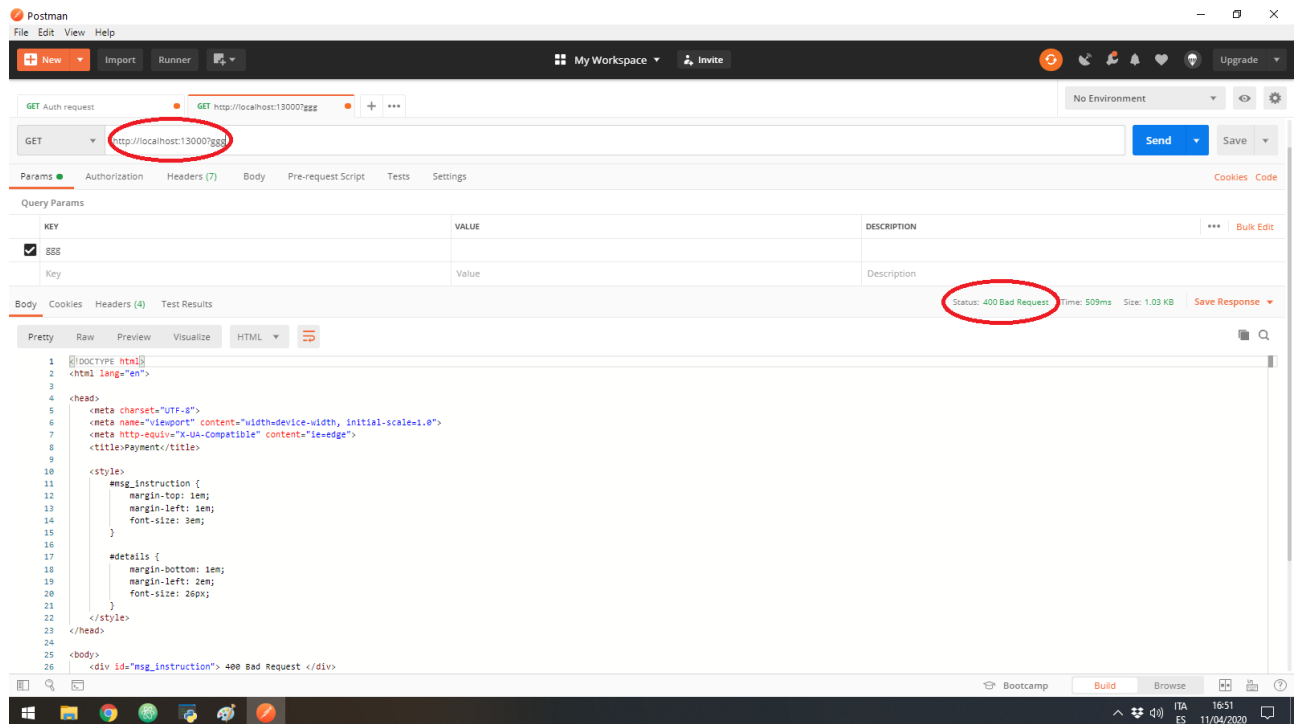 Postman
File Edit View Help
New Import Runner My Workspace Invite Upgrade
GET Auth request GET http://localhost:13000?ggg + ••• No Environment
GET http://localhost:13000?ggg Send Save
Params Authorization Headers (7) Body Pre-request Script Tests Settings Cookies Code
Query Params
KEY VALUE DESCRIPTION ••• Bulk Edit
ggg
Key Value Description
Body Cookies Headers (4) Test Results Status: 400 Bad Request Time: 509ms Size: 1.03 KB Save Response
Pretty Raw Preview Visualize HTML
1 <!DOCTYPE html>
2 <html lang="en">
3
4 <head>
5 <meta charset="UTF-8">
6 <meta name="viewport" content="width=device-width, initial-scale=1.0">
7 <meta http-equiv="X-UA-Compatible" content="ie=edge">
8 <title>Payment</title>
9
10 <style>
11 #msg_instruction {
12 margin-top: 1em;
13 margin-left: 1em;
14 font-size: 3em;
15 }
16
17 #details {
18 margin-bottom: 1em;
19 margin-left: 2em;
20 font-size: 26px;
21 }
22 </style>
23 </head>
24
25 <body>
26 <div id="msg_instruction"> 400 Bad Request </div>
Bootcamp Build Browse
ITA 16:51
ES 11/04/2020